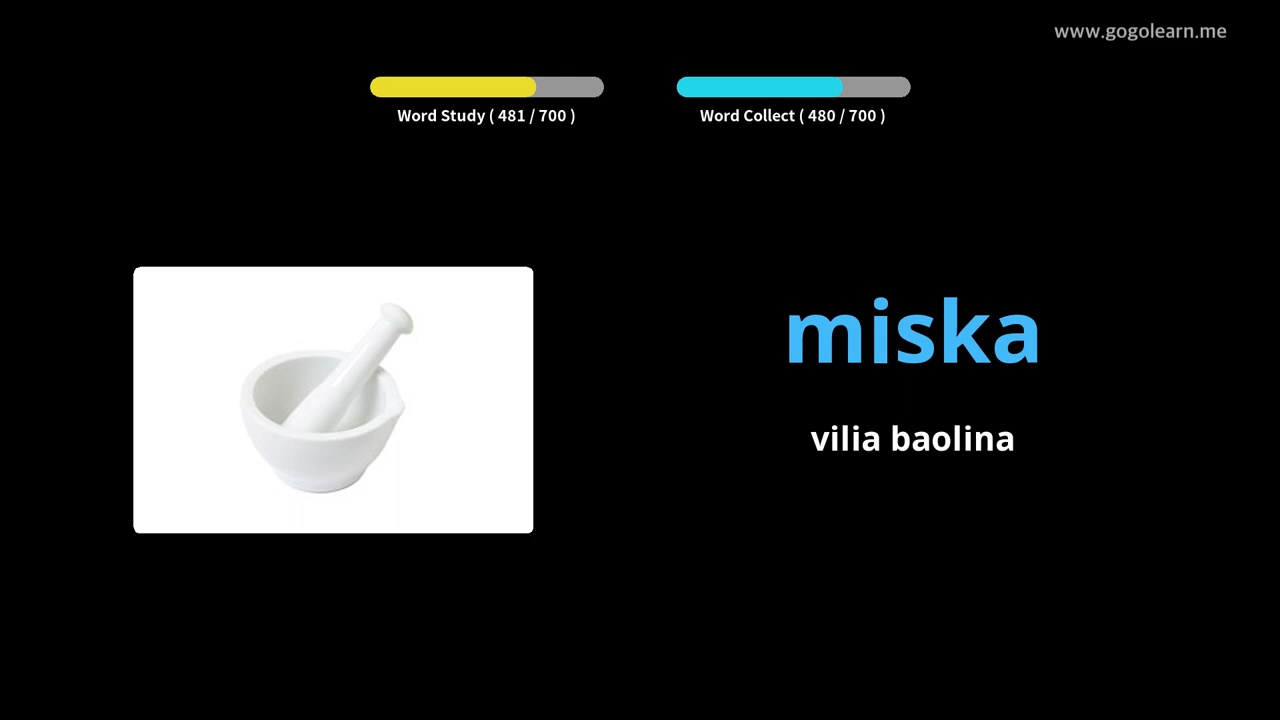 www.gogolearn.me
Word Study ( 481 / 700 )
Word Collect ( 480 / 700 )
miska
vilia baolina